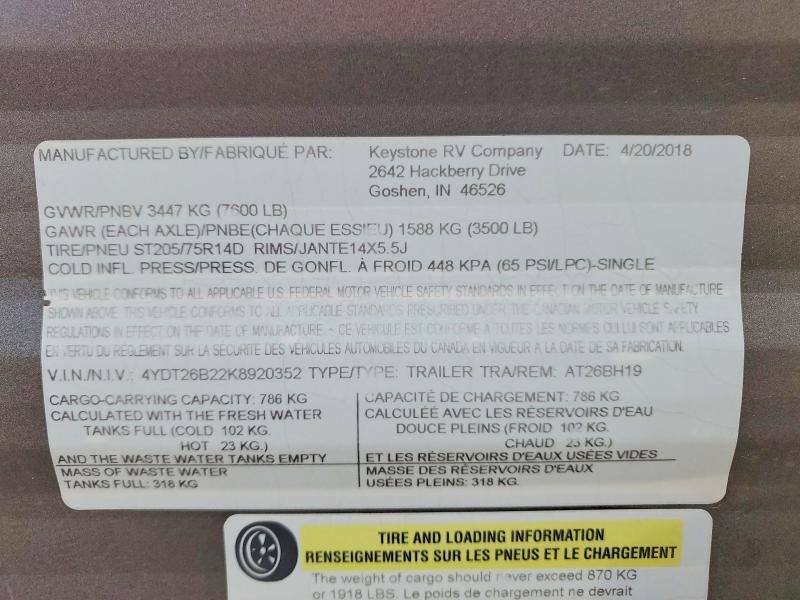 MANUFACTURED BY/FABRIQUÉ PAR: Keystone RV Company DATE: 4/20/2018
2642 Hackberry Drive
Goshen, IN 46526
GVWR/PNBV 3447 KG (7600 LB)
GAWR (EACH AXLE)/PNBE(CHAQUE ESSIEU) 1588 KG (3500 LB)
TIRE/PNEU ST205/75R14D RIMS/JANTE14X5.5J
COLD INFL. PRESS/PRESS. DE GONFL. À FROID 448 KPA (65 PSI/LPC)-SINGLE
THIS VEHICLE CONFORMS TO ALL APPLICABLE U.S. FEDERAL MOTOR VEHICLE SAFETY STANDARDS IN EFFECT ON THE DATE OF MANUFACTURE
SHOWN ABOVE. THIS VEHICLE CONFORMS TO ALL APPLICABLE STANDARDS PRESCRIBED UNDER THE CANADIAN MOTOR VEHICLE SAFETY
REGULATIONS IN EFFECT ON THE DATE OF MANUFACTURE - CE VÉHICULE EST CONFORME À TOUTES LES NORMES QUI LUI SONT APPLICABLES
EN VERTU DU RÈGLEMENT SUR LA SÉCURITÉ DES VÉHICULES AUTOMOBILES DU CANADA EN VIGUEUR A LA DATE DE SA FABRICATION.
V.I.N./N.I.V.: 4YDT26B22K8920352 TYPE/TYPE: TRAILER TRA/REM: AT26BH19
CARGO-CARRYING CAPACITY: 786 KG
CALCULATED WITH THE FRESH WATER
TANKS FULL (COLD 102 KG.)
HOT 23 KG.)
AND THE WASTE WATER TANKS EMPTY
MASS OF WASTE WATER
TANKS FULL: 318 KG.
CAPACITÉ DE CHARGEMENT: 786 KG
CALCULÉE AVEC LES RÉSERVOIRS D'EAU
DOUCE PLEINS (FROID 102 KG.
CHAUD 23 KG.)
ET LES RÉSERVOIRS D'EAUX USÉES VIDES
MASSE DES RÉSERVOIRS D'EAUX
USÉES PLEINS: 318 KG.
TIRE AND LOADING INFORMATION
RENSEIGNEMENTS SUR LES PNEUS ET LE CHARGEMENT
The weight of cargo should never exceed 870 KG
or 1918 LBS. Le poids de chargement ne devrait